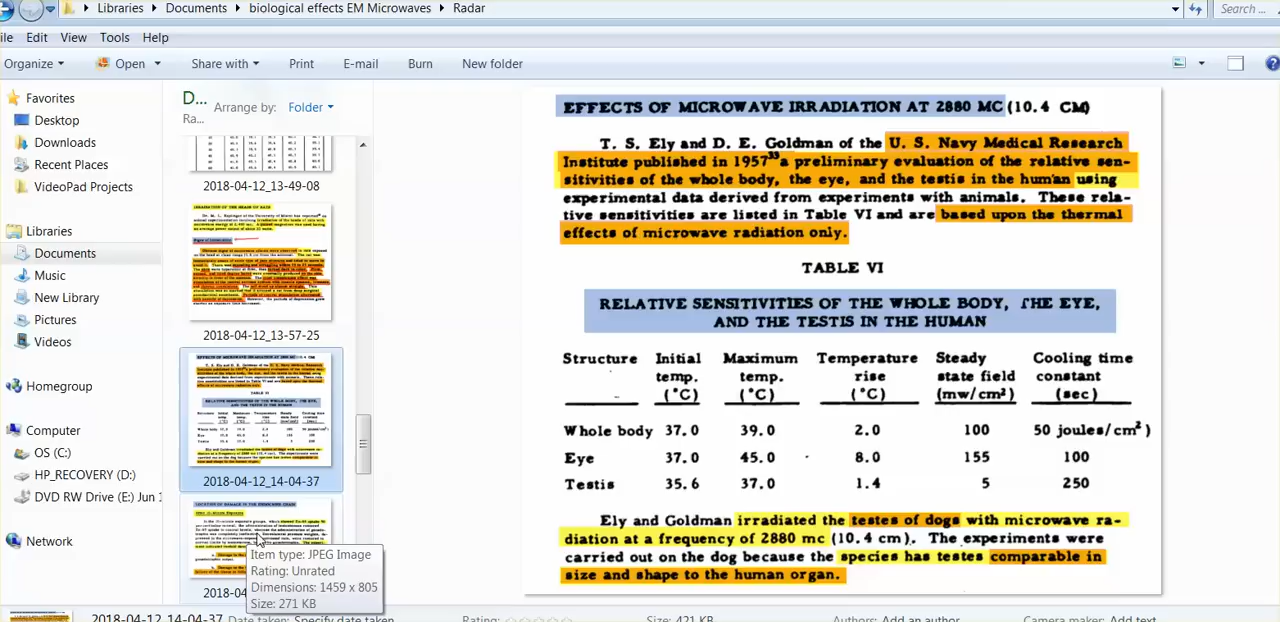 Libraries ▸ Documents ▸ biological effects EM Microwaves ▸ Radar
Search ...
ile Edit View Tools Help
Organize Open Share with Print E-mail Burn New folder
Favorites
Desktop
Downloads
Recent Places
VideoPad Projects
Libraries
Documents
Music
New Library
Pictures
Videos
Homegroup
Computer
OS (C:)
HP_RECOVERY (D:)
DVD RW Drive (E:) Jun 1
Network
D...
Ra...
Arrange by: Folder
2018-04-12_13-49-08
2018-04-12_13-57-25
2018-04-12_14-04-37
Item type: JPEG Image
Rating: Unrated
Dimensions: 1459 x 805
Size: 271 KB
EFFECTS OF MICROWAVE IRRADIATION AT 2880 MC (10.4 CM)
T. S. Ely and D. E. Goldman of the U. S. Navy Medical Research
Institute published in 1957³³ a preliminary evaluation of the relative sen-
sitivities of the whole body, the eye, and the testis in the human using
experimental data derived from experiments with animals. These rela-
tive sensitivities are listed in Table VI and are based upon the thermal
effects of microwave radiation only.
TABLE VI
RELATIVE SENSITIVITIES OF THE WHOLE BODY, THE EYE,
AND THE TESTIS IN THE HUMAN
Structure Initial Maximum Temperature Steady Cooling time
temp. temp. rise state field constant
(°C) (°C) (°C) (mw/cm²) (sec)
Whole body 37.0 39.0 2.0 100 50 joules/cm²)
Eye 37.0 45.0 8.0 155 100
Testis 35.6 37.0 1.4 5 250
Ely and Goldman irradiated the testes of dogs with microwave ra-
diation at a frequency of 2880 mc (10.4 cm). The experiments were
carried out on the dog because the species has testes comparable in
size and shape to the human organ.
2018-04-12_14-04-37 Date taken: Specify date taken Rating: Size: 421 KB Authors: Add an author Camera maker: Add text